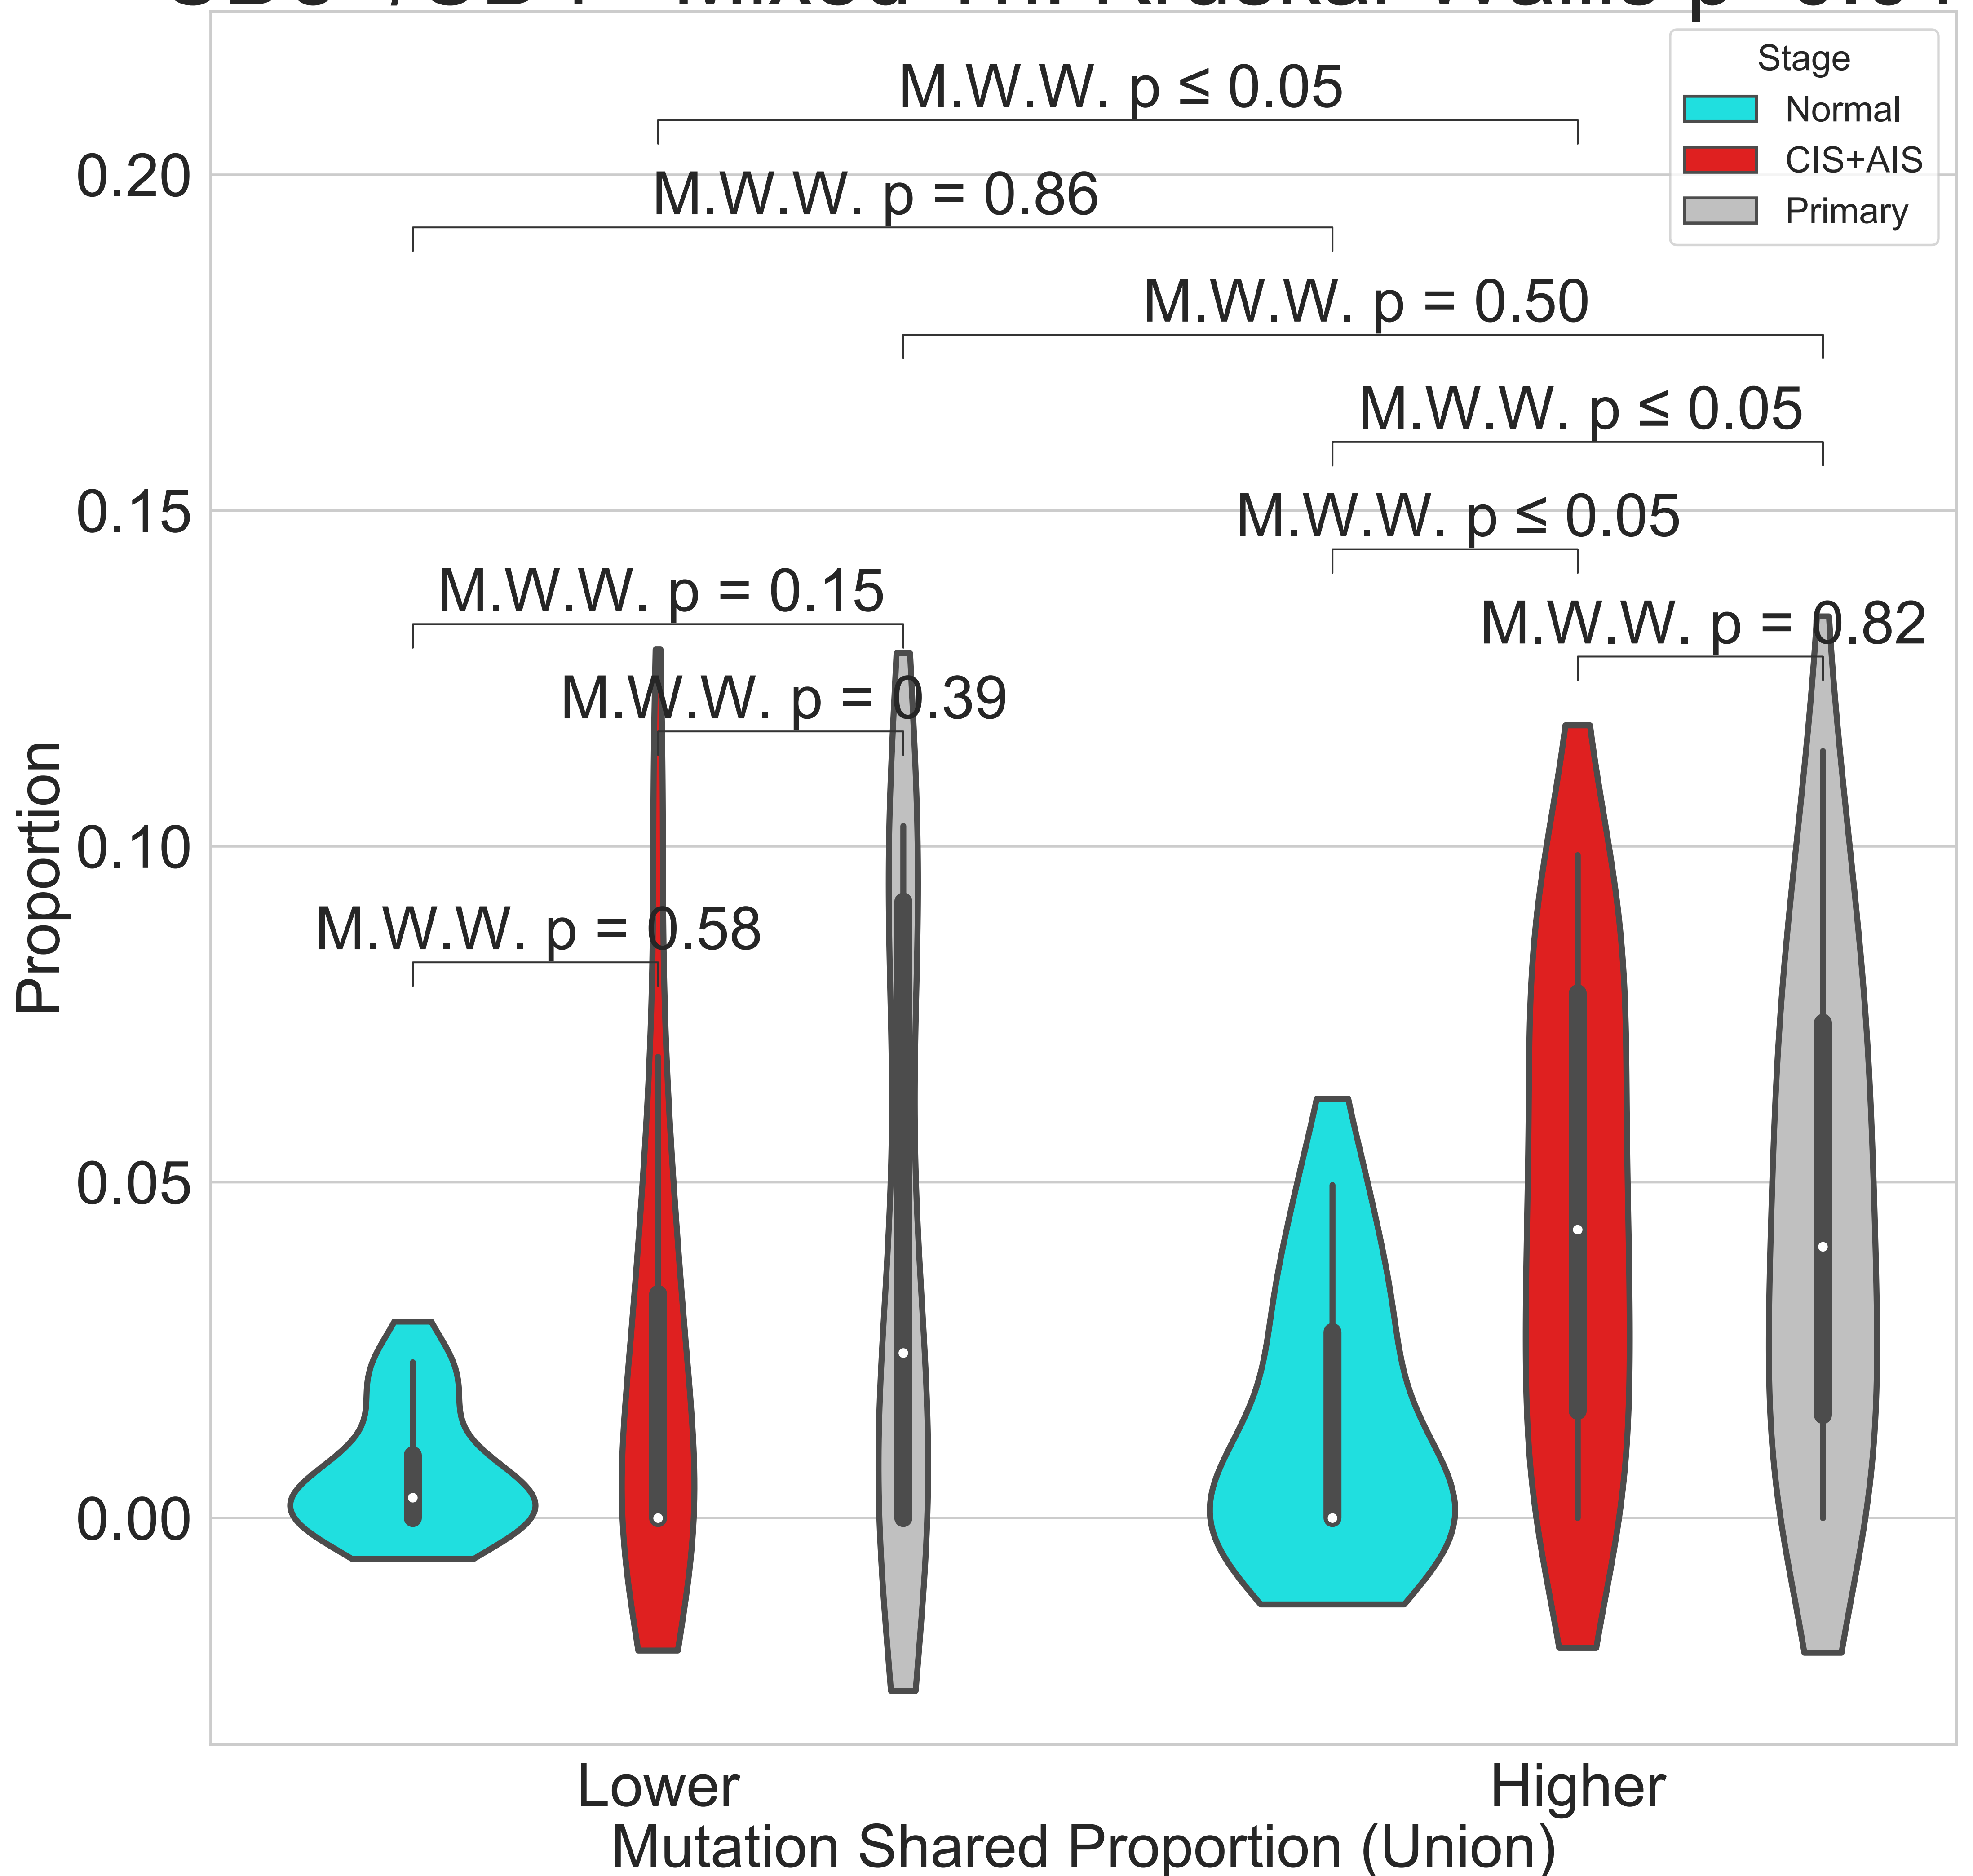 Stage
Normal
CIS+AIS
Primary
M.W.W. p ≤ 0.05
M.W.W. p = 0.86
M.W.W. p = 0.50
M.W.W. p ≤ 0.05
M.W.W. p ≤ 0.05
M.W.W. p = 0.15
M.W.W. p = 0.82
M.W.W. p = 0.39
M.W.W. p = 0.58
Proportion
0.20
0.15
0.10
0.05
0.00
Lower
Higher
Mutation Shared Proportion (Union)